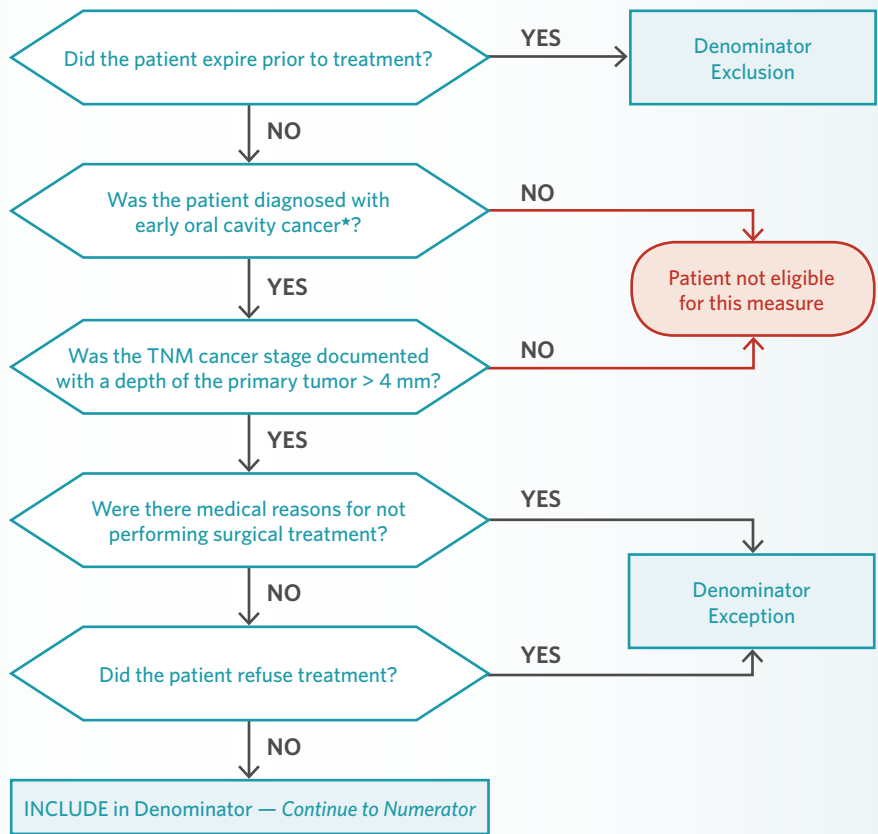 Did the patient expire prior to treatment?
YES
Denominator
Exclusion
NO
Was the patient diagnosed with
early oral cavity cancer★?
NO
Patient not eligible
for this measure
YES
Was the TNM cancer stage documented
with a depth of the primary tumor > 4 mm?
NO
YES
Were there medical reasons for not
performing surgical treatment?
YES
Denominator
Exception
NO
Did the patient refuse treatment?
YES
NO
INCLUDE in Denominator — Continue to Numerator